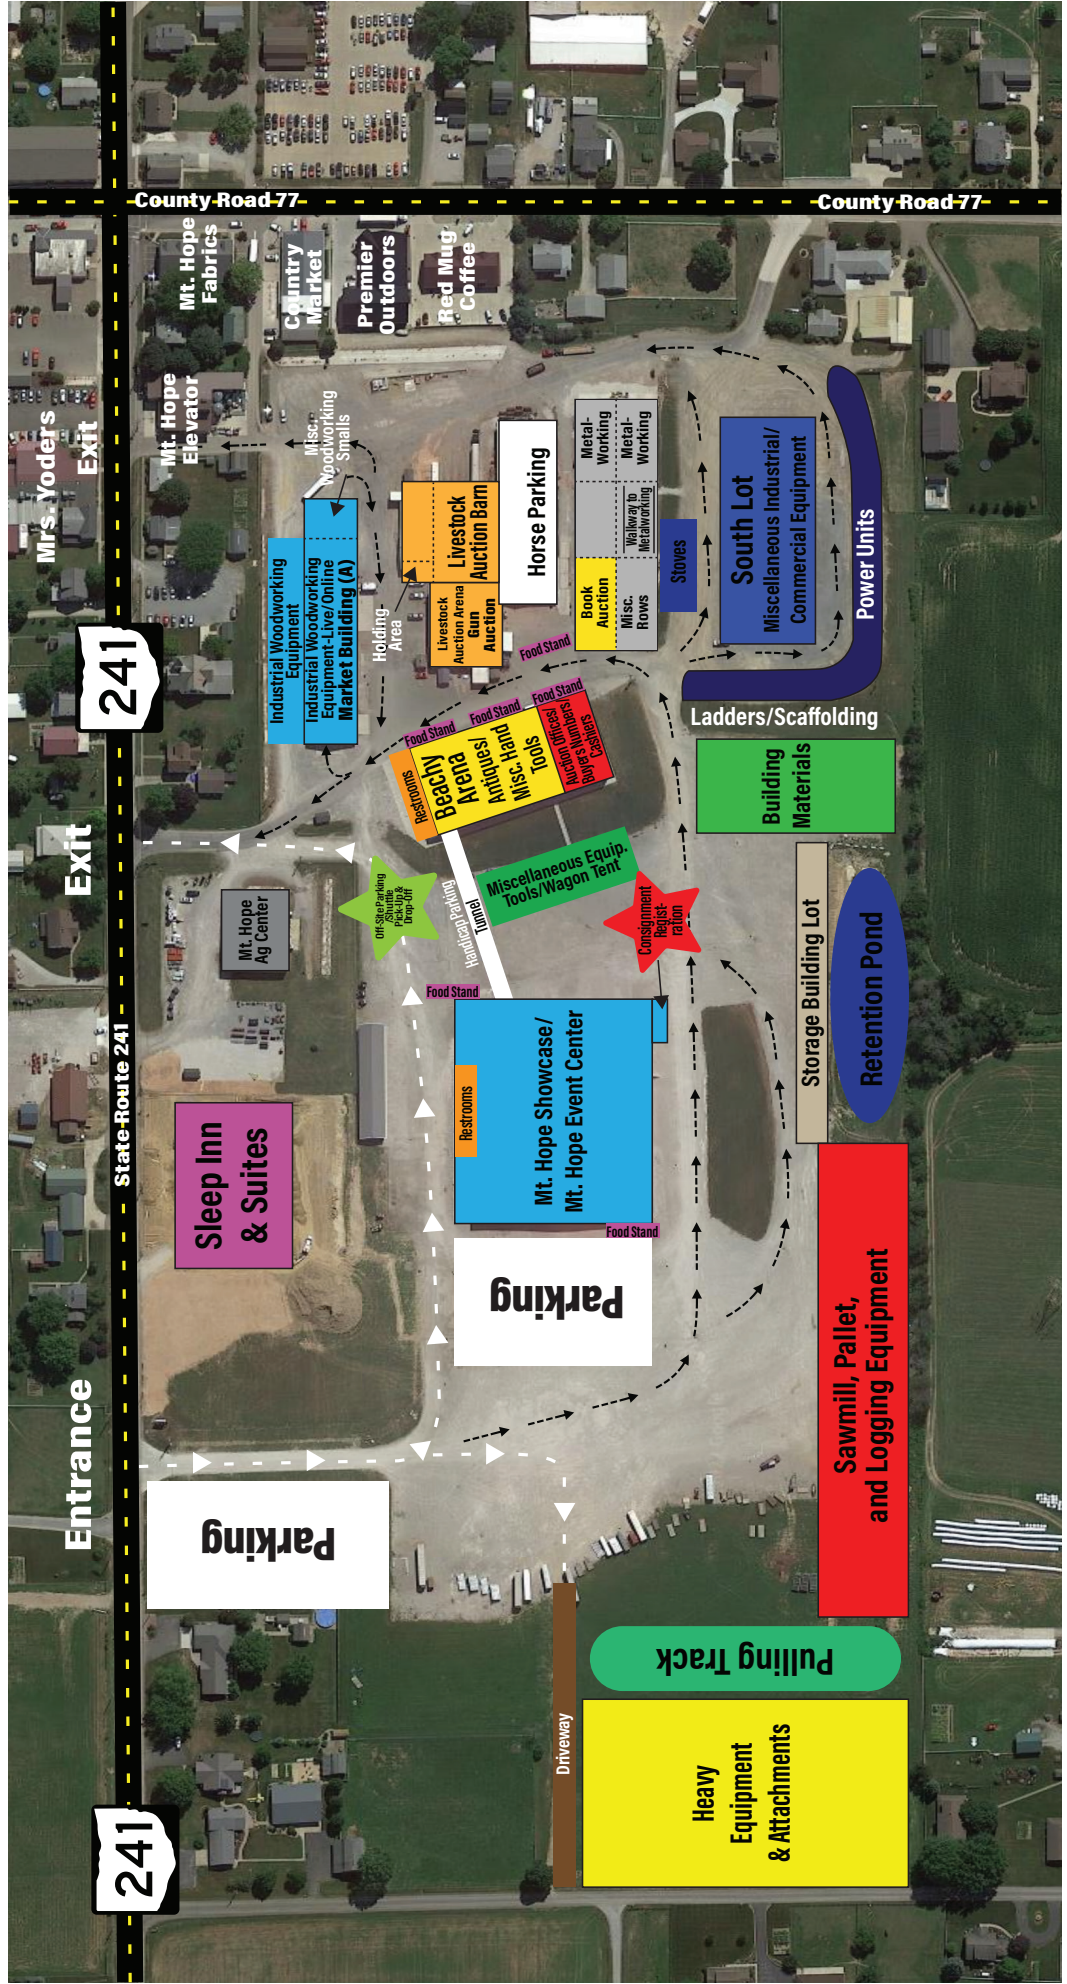 County Road 77
County Road 77
Mt. Hope
Fabrics
Country
Market
Premier
Outdoors
Red Mug
Coffee
Mrs. Yoders
Exit
Mt. Hope
Elevator
Misc.
Woodworking
Smalls
241
Industrial Woodworking
Equipment
Industrial Woodworking
Equipment-Live/Online
Market Building (A)
Holding
Area
Livestock
Auction Barn
Livestock
Auction Arena
Gun
Auction
Horse Parking
Metal-
Working
Metal-
Working
Walkway to
Metalworking
Book
Auction
Misc.
Rows
Stoves
South Lot
Miscellaneous Industrial/
Commercial Equipment
Power Units
Ladders/Scaffolding
Food Stand
Food Stand
Food Stand
Food Stand
Restrooms
Beachy
Arena
Antiques/
Misc. Hand
Tools
Auction Offices/
Buyers Numbers/
Cashiers
Building
Materials
Exit
Mt. Hope
Ag Center
Off-Site Parking
/Shuttle
Pick-Up &
Drop-Off
Handicap Parking
Tunnel
Miscellaneous Equip.
Tools/Wagon Tent
Consignment
Regist-
ration
Storage Building Lot
Retention Pond
State Route 241
Food Stand
Restrooms
Mt. Hope Showcase/
Mt. Hope Event Center
Food Stand
Sleep Inn
& Suites
Parking
Entrance
Parking
Sawmill, Pallet,
and Logging Equipment
Pulling Track
Driveway
Heavy
Equipment
& Attachments
241